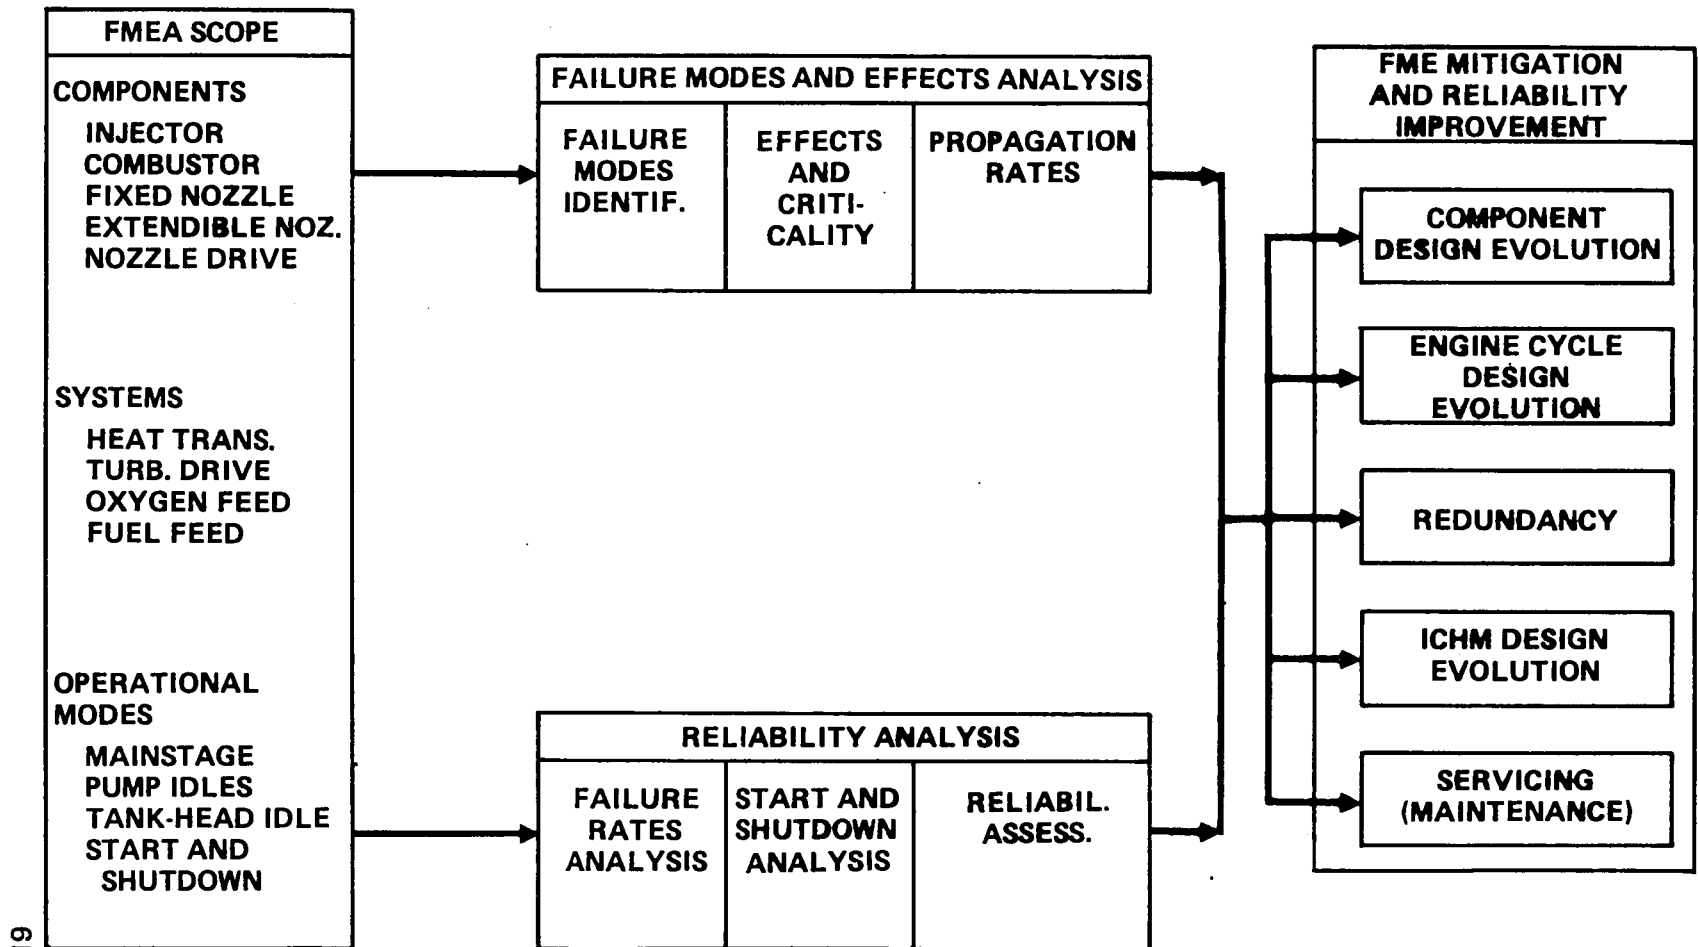 FMEA SCOPE
COMPONENTS
INJECTOR
COMBUSTOR
FIXED NOZZLE
EXTENDIBLE NOZ.
NOZZLE DRIVE
SYSTEMS
HEAT TRANS.
TURB. DRIVE
OXYGEN FEED
FUEL FEED
OPERATIONAL
MODES
MAINSTAGE
PUMP IDLES
TANK-HEAD IDLE
START AND
SHUTDOWN
FAILURE MODES AND EFFECTS ANALYSIS
FAILURE
MODES
IDENTIF.
EFFECTS
AND
CRITI-
CALITY
PROPAGATION
RATES
RELIABILITY ANALYSIS
FAILURE
RATES
ANALYSIS
START AND
SHUTDOWN
ANALYSIS
RELIABIL.
ASSESS.
FME MITIGATION
AND RELIABILITY
IMPROVEMENT
COMPONENT
DESIGN EVOLUTION
ENGINE CYCLE
DESIGN
EVOLUTION
REDUNDANCY
ICHM DESIGN
EVOLUTION
SERVICING
(MAINTENANCE)